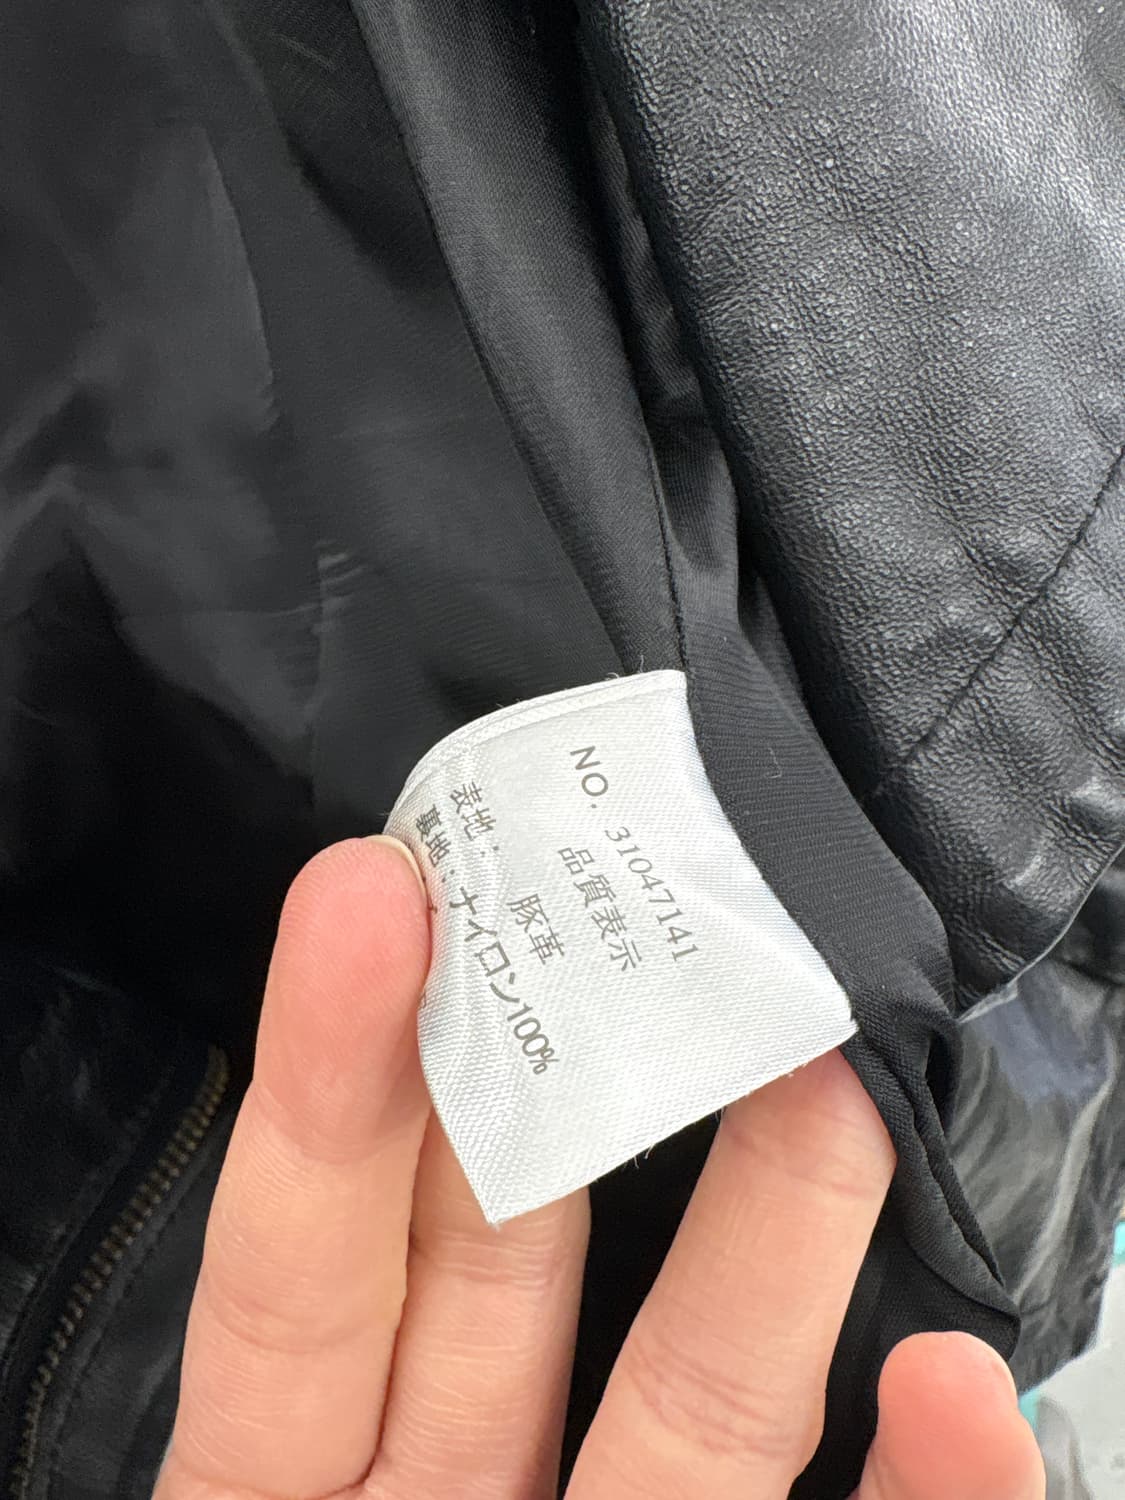 NO. 31047141
品質表示
表地： 豚革
裏地：ナイロン100%